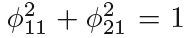 $\phi_{11}^{2} + \phi_{21}^{2} = 1$